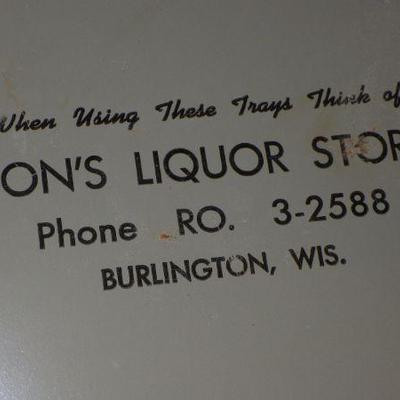 When Using These Trays Think of
ON'S LIQUOR STOR
Phone RO. 3-2588
BURLINGTON, WIS.